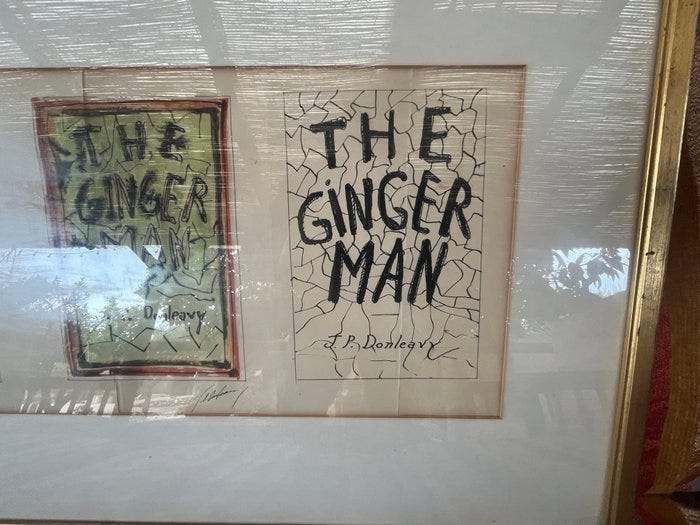 THE
GINGER
MAN
Donleavy
THE
GiNGER
MAN
J.P. Donleavy